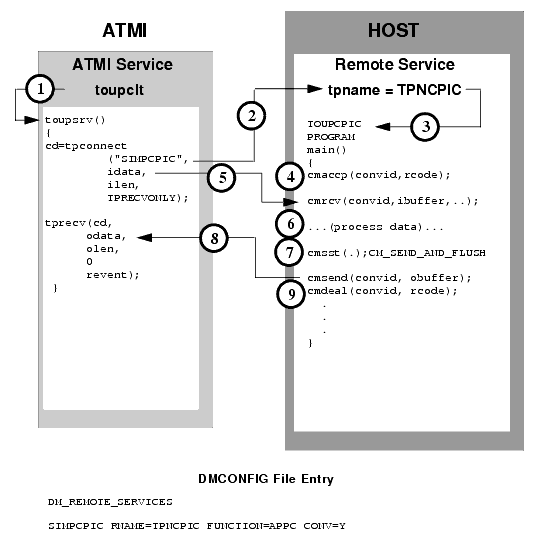 ATMI
HOST
ATMI Service
toupclt
Remote Service
tpname = TPNCPIC
1
2
3
4
5
6
7
8
9
toupsrv()
{
cd=tpconnect
("SIMPCPIC",
idata,
ilen,
TPRECVONLY);
tprecv(cd,
odata,
olen,
0
revent);
}
TOUPCPIC
PROGRAM
main()
{
cmaccp(convid,rcode);
cmrcv(convid,ibuffer,..);
...(process data)...
cmsst(.);CM_SEND_AND_FLUSH
cmsend(convid, obuffer);
cmdeal(convid, rcode);
.
.
.
}
DMCONFIG File Entry
DM_REMOTE_SERVICES
SIMPCPIC RNAME=TPNCPIC FUNCTION=APPC CONV=Y